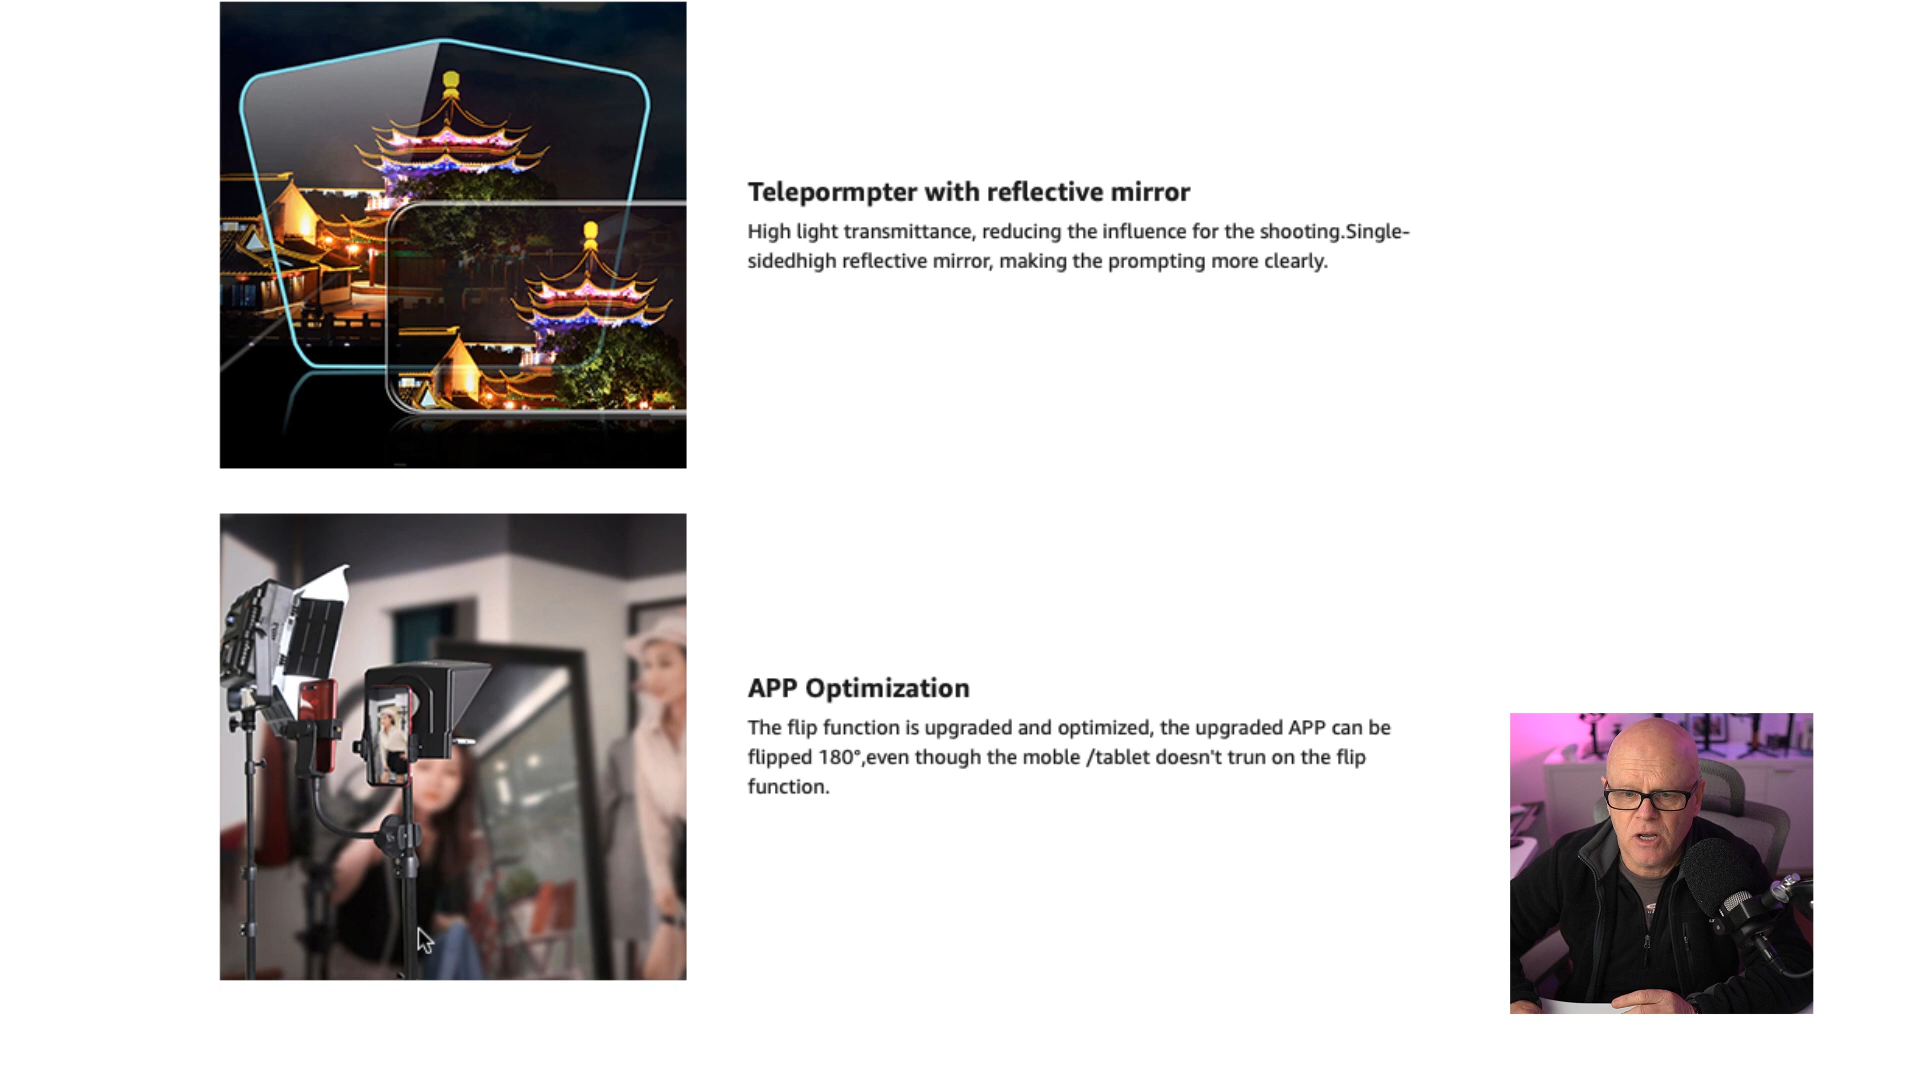 Telepormpter with reflective mirror
High light transmittance, reducing the influence for the shooting.Single-
sidedhigh reflective mirror, making the prompting more clearly.
APP Optimization
The flip function is upgraded and optimized, the upgraded APP can be
flipped 180°,even though the moble /tablet doesn't trun on the flip
function.